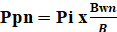 Ppn = Pi x Bwn/B